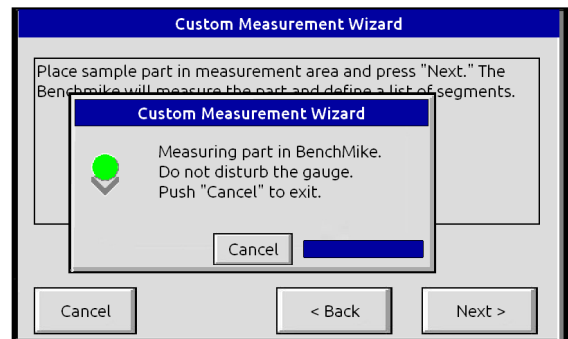 Custom Measurement Wizard
Place sample part in measurement area and press "Next." The
Benchmike will measure the part and define a list of segments.
Custom Measurement Wizard
Measuring part in BenchMike.
Do not disturb the gauge.
Push "Cancel" to exit.
Cancel
Cancel
< Back
Next >